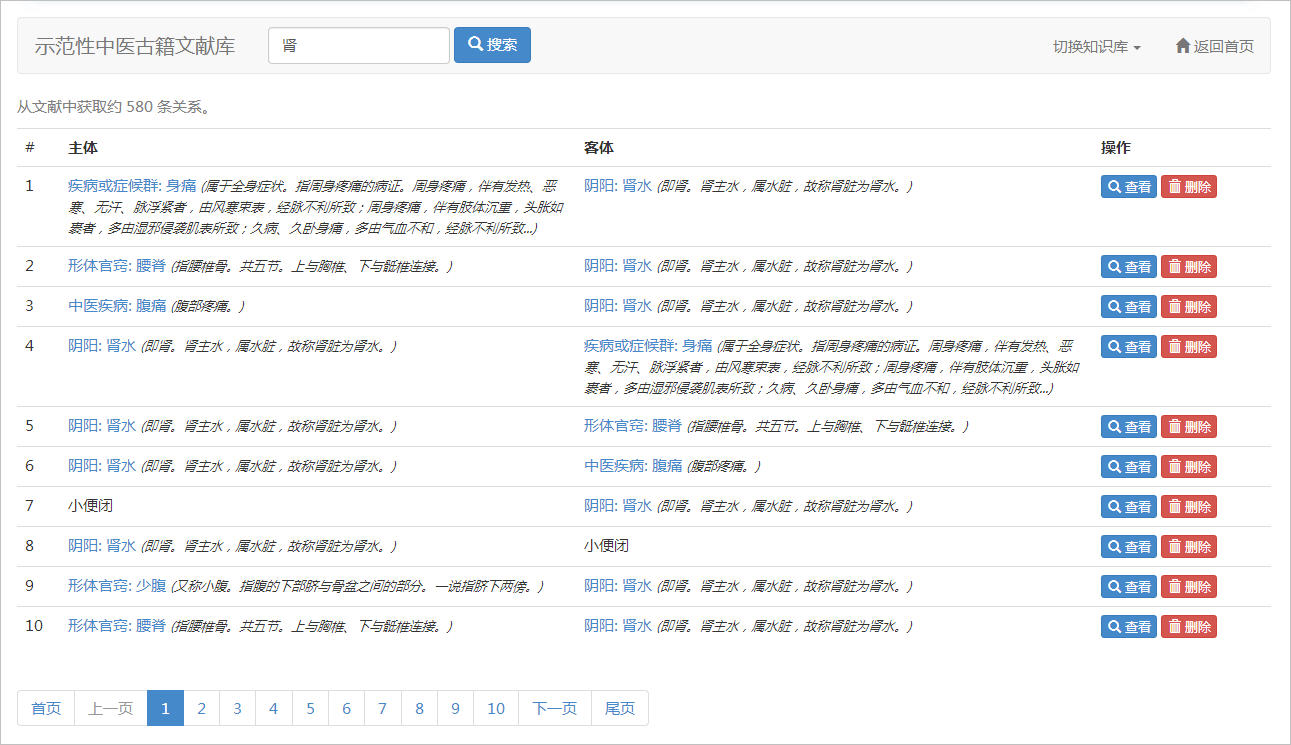 示范性中医古籍文献库 肾 搜索 切换知识库 返回首页
从文献中获取约 580 条关系。
# 主体 客体 操作
1 疾病或症候群: 身痛 (属于全身症状。指周身疼痛的病证。周身疼痛，伴有发热、恶 阴阳: 肾水 (即肾。肾主水，属水脏，故称肾脏为肾水。) 查看 删除
寒、无汗、脉浮紧者，由风寒束表，经脉不利所致；周身疼痛，伴有肢体沉重，头胀如
裹者，多由湿邪侵袭肌表所致；久病、久卧身痛，多由气血不和，经脉不利所致...)
2 形体官窍: 腰脊 (指腰椎骨。共五节。上与胸椎、下与骶椎连接。) 阴阳: 肾水 (即肾。肾主水，属水脏，故称肾脏为肾水。) 查看 删除
3 中医疾病: 腹痛 (腹部疼痛。) 阴阳: 肾水 (即肾。肾主水，属水脏，故称肾脏为肾水。) 查看 删除
4 阴阳: 肾水 (即肾。肾主水，属水脏，故称肾脏为肾水。) 疾病或症候群: 身痛 (属于全身症状。指周身疼痛的病证。周身疼痛，伴有发热、恶 查看 删除
寒、无汗、脉浮紧者，由风寒束表，经脉不利所致；周身疼痛，伴有肢体沉重，头胀如
裹者，多由湿邪侵袭肌表所致；久病、久卧身痛，多由气血不和，经脉不利所致...)
5 阴阳: 肾水 (即肾。肾主水，属水脏，故称肾脏为肾水。) 形体官窍: 腰脊 (指腰椎骨。共五节。上与胸椎、下与骶椎连接。) 查看 删除
6 阴阳: 肾水 (即肾。肾主水，属水脏，故称肾脏为肾水。) 中医疾病: 腹痛 (腹部疼痛。) 查看 删除
7 小便闭 阴阳: 肾水 (即肾。肾主水，属水脏，故称肾脏为肾水。) 查看 删除
8 阴阳: 肾水 (即肾。肾主水，属水脏，故称肾脏为肾水。) 小便闭 查看 删除
9 形体官窍: 少腹 (又称小腹。指腹的下部脐与骨盆之间的部分。一说指脐下两傍。) 阴阳: 肾水 (即肾。肾主水，属水脏，故称肾脏为肾水。) 查看 删除
10 形体官窍: 腰脊 (指腰椎骨。共五节。上与胸椎、下与骶椎连接。) 阴阳: 肾水 (即肾。肾主水，属水脏，故称肾脏为肾水。) 查看 删除
首页 上一页 1 2 3 4 5 6 7 8 9 10 下一页 尾页